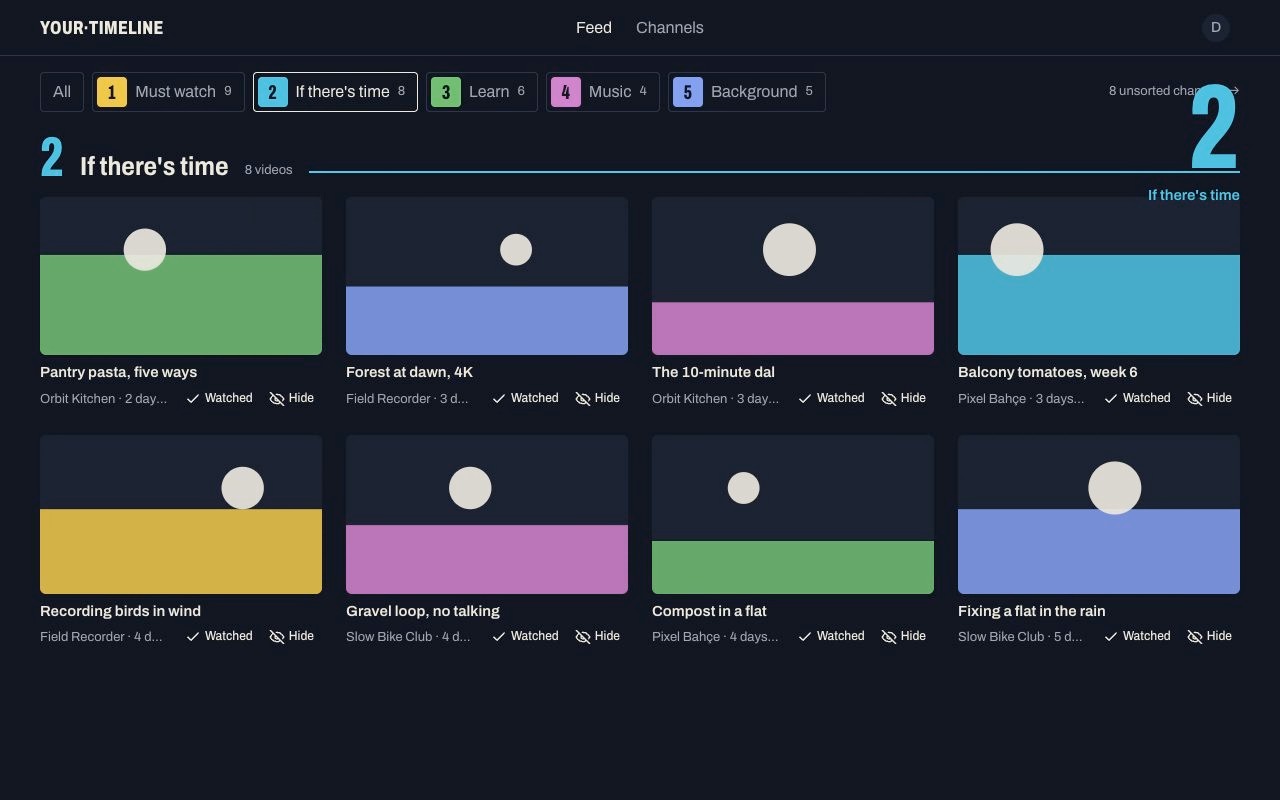 YOUR·TIMELINE Feed Channels D
All 1 Must watch 9 2 If there's time 8 3 Learn 6 4 Music 4 5 Background 5 8 unsorted →
2
2 If there's time 8 videos
If there's time
Pantry pasta, five ways
Orbit Kitchen · 2 day... Watched Hide
Forest at dawn, 4K
Field Recorder · 3 d... Watched Hide
The 10-minute dal
Orbit Kitchen · 3 day... Watched Hide
Balcony tomatoes, week 6
Pixel Bahçe · 3 days... Watched Hide
Recording birds in wind
Field Recorder · 4 d... Watched Hide
Gravel loop, no talking
Slow Bike Club · 4 d... Watched Hide
Compost in a flat
Pixel Bahçe · 4 days... Watched Hide
Fixing a flat in the rain
Slow Bike Club · 5 d... Watched Hide